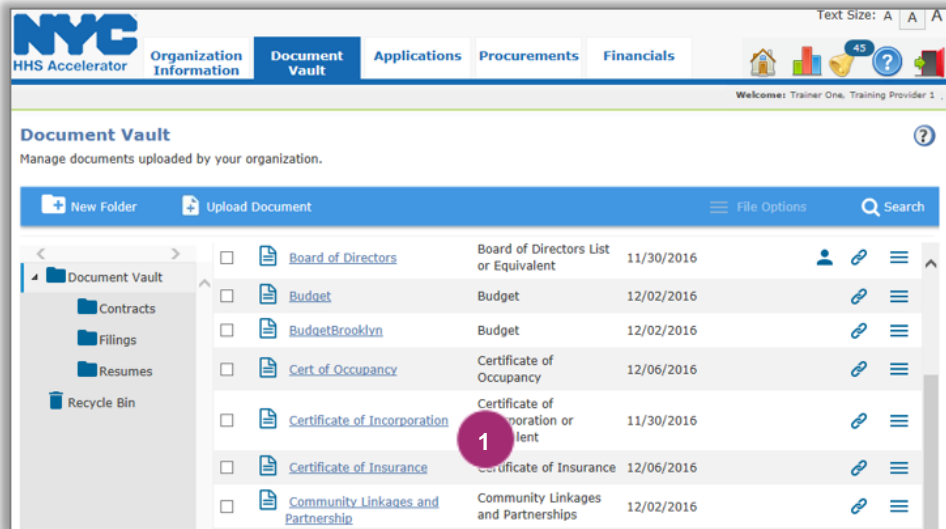 Text Size: A A A
NYC
HHS Accelerator
Organization
Information
Document
Vault
Applications
Procurements
Financials
45
?
Welcome: Trainer One, Training Provider 1 ,
Document Vault
?
Manage documents uploaded by your organization.
New Folder
Upload Document
File Options
Search
Document Vault
Contracts
Filings
Resumes
Recycle Bin
Board of Directors
Board of Directors List
or Equivalent
11/30/2016
Budget
Budget
12/02/2016
BudgetBrooklyn
Budget
12/02/2016
Cert of Occupancy
Certificate of
Occupancy
12/06/2016
Certificate of Incorporation
Certificate of
poration or
lent
11/30/2016
1
Certificate of Insurance
Certificate of Insurance
12/06/2016
Community Linkages and
Partnership
Community Linkages
and Partnerships
12/02/2016